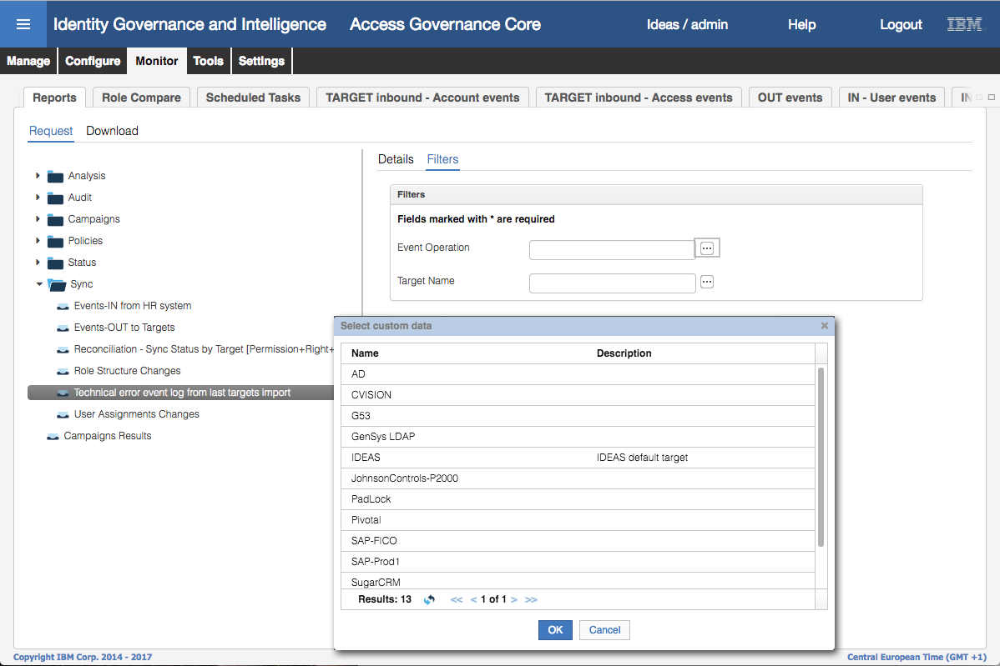 Identity Governance and Intelligence Access Governance Core Ideas / admin Help Logout IBM
Manage Configure Monitor Tools Settings
Reports Role Compare Scheduled Tasks TARGET inbound - Account events TARGET inbound - Access events OUT events IN - User events IN
Request Download
Details Filters
Analysis
Audit
Campaigns
Policies
Status
Sync
Events-IN from HR system
Events-OUT to Targets
Reconciliation - Sync Status by Target [Permission+Right+
Role Structure Changes
Technical error event log from last targets import
User Assignments Changes
Campaigns Results
Filters
Fields marked with * are required
Event Operation
Target Name
Select custom data
Name Description
AD
CVISION
G53
GenSys LDAP
IDEAS IDEAS default target
JohnsonControls-P2000
PadLock
Pivotal
SAP-FICO
SAP-Prod1
SugarCRM
Results: 13 << < 1 of 1 > >>
OK Cancel
Copyright IBM Corp. 2014 - 2017 Central European Time (GMT +1)